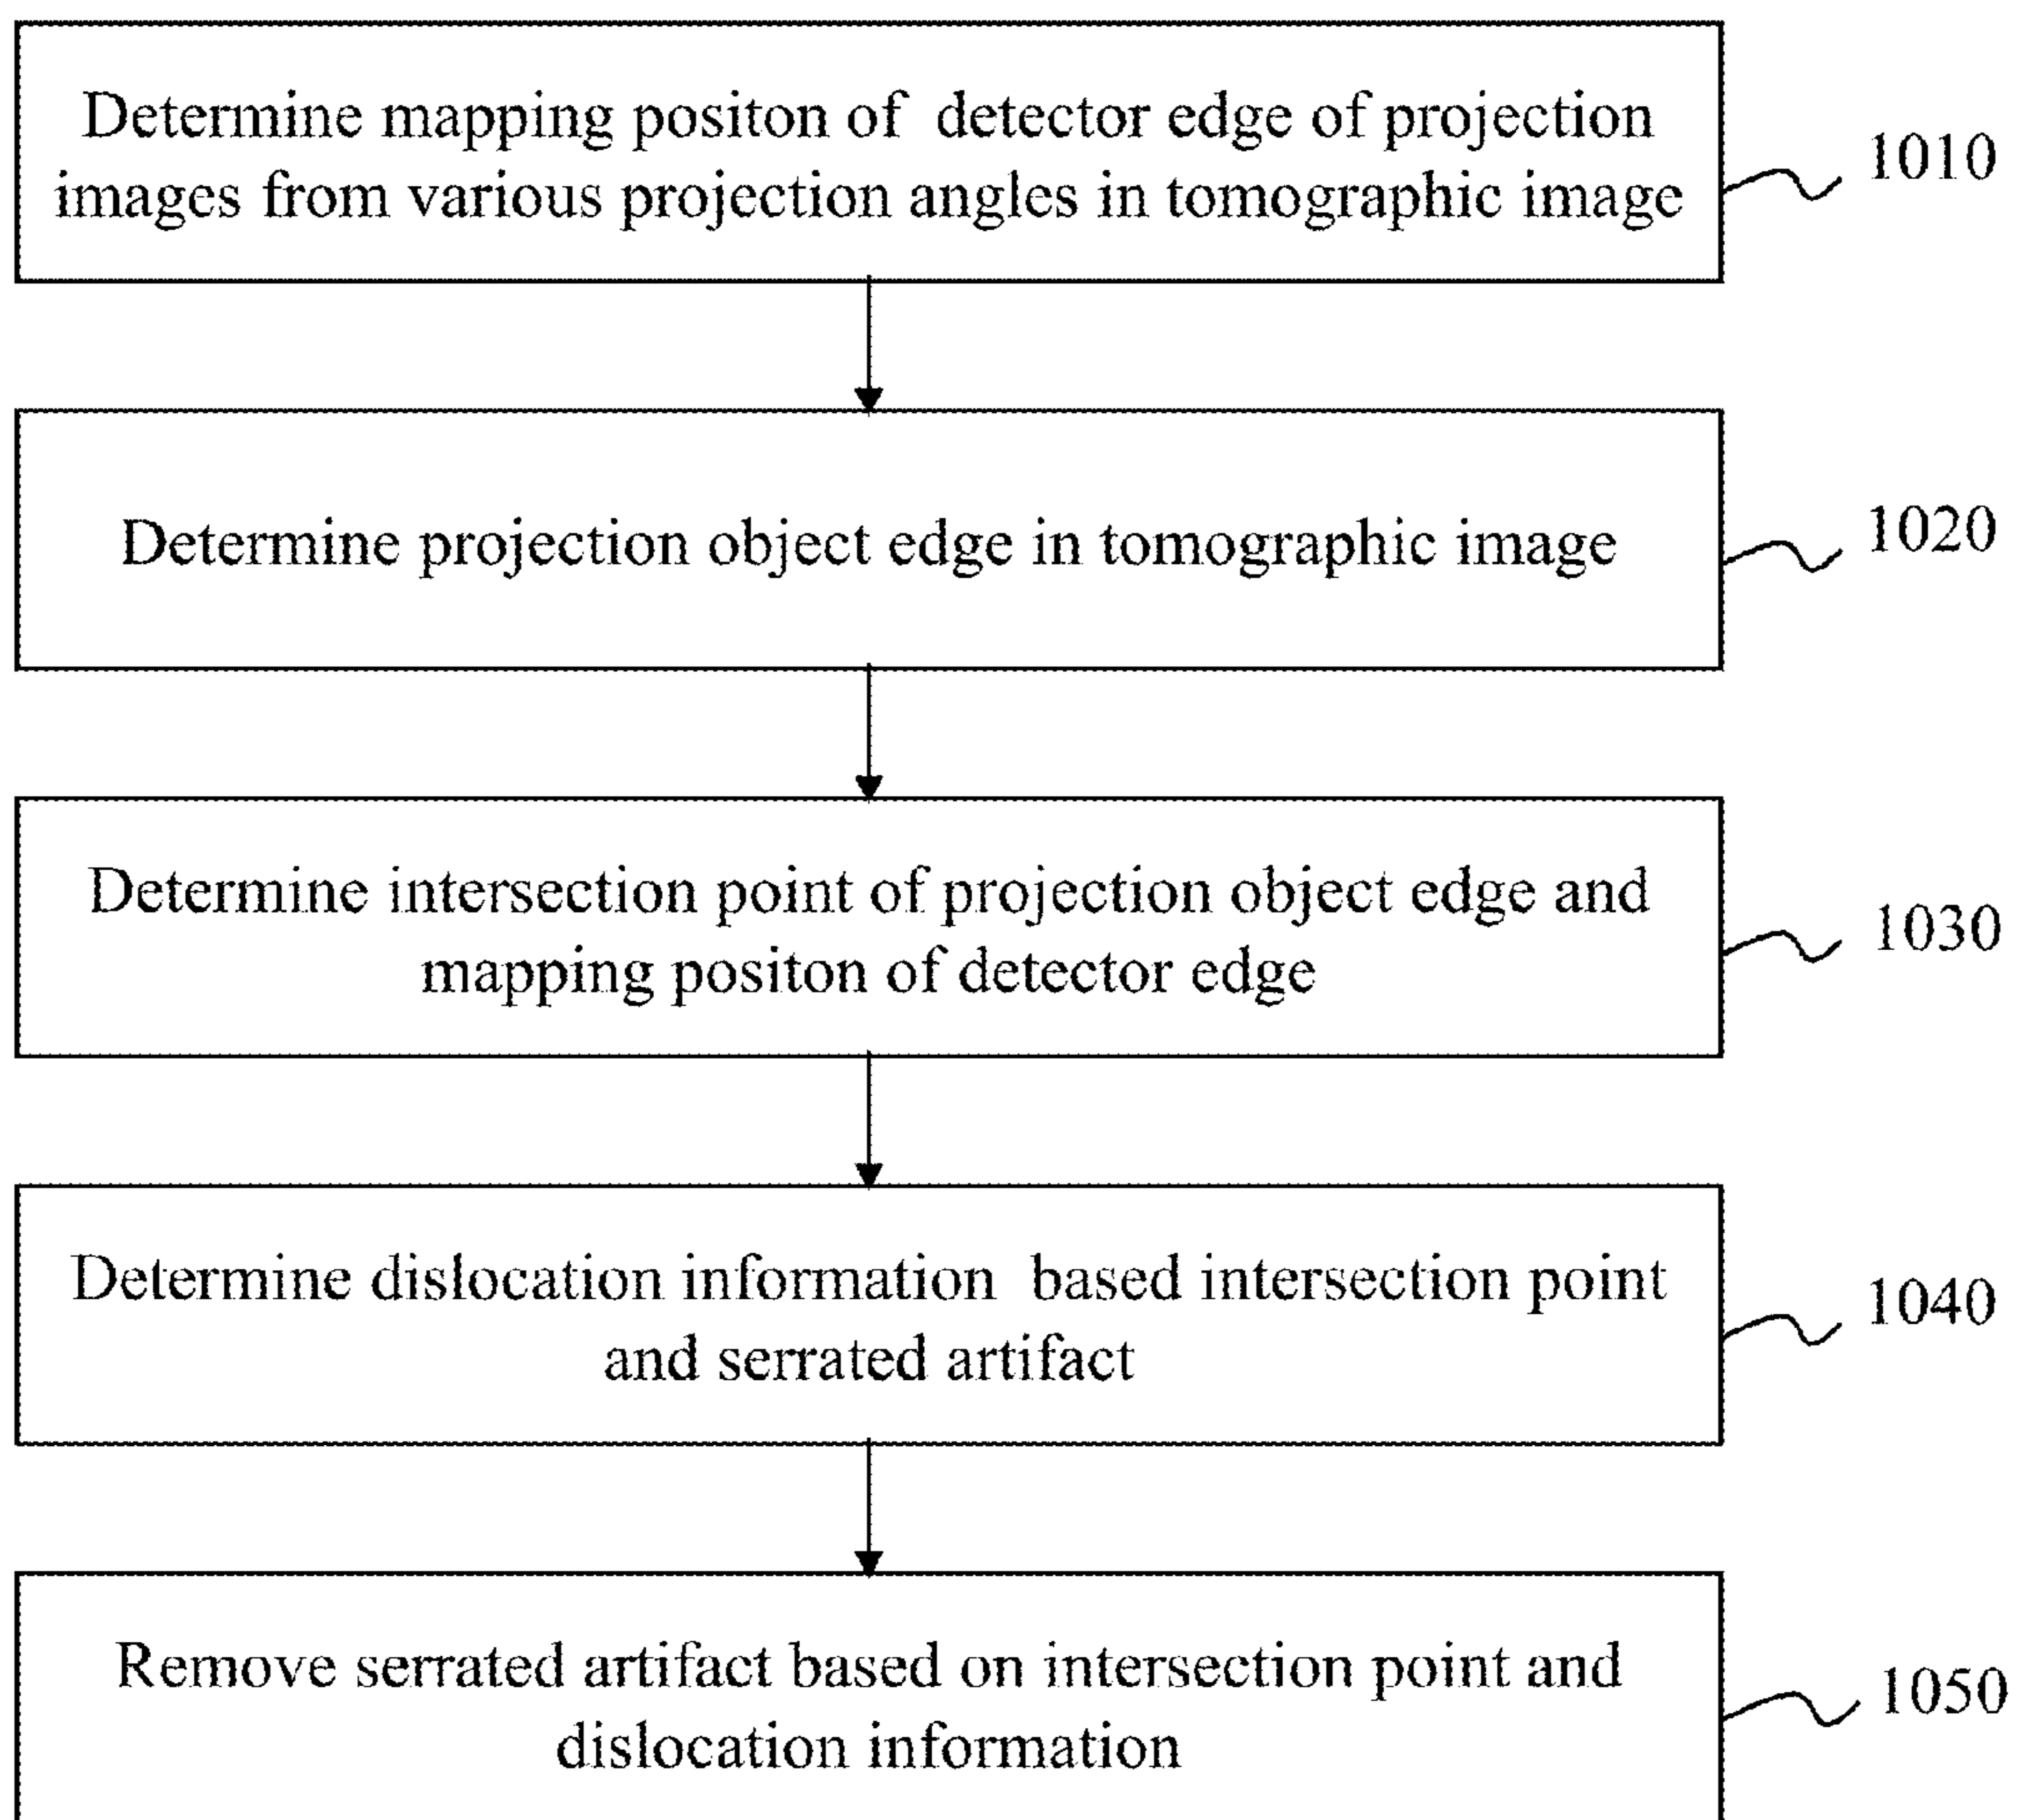 Determine mapping positon of detector edge of projection
images from various projection angles in tomographic image
1010
Determine projection object edge in tomographic image
1020
Determine intersection point of projection object edge and
mapping positon of detector edge
1030
Determine dislocation information based intersection point
and serrated artifact
1040
Remove serrated artifact based on intersection point and
dislocation information
1050